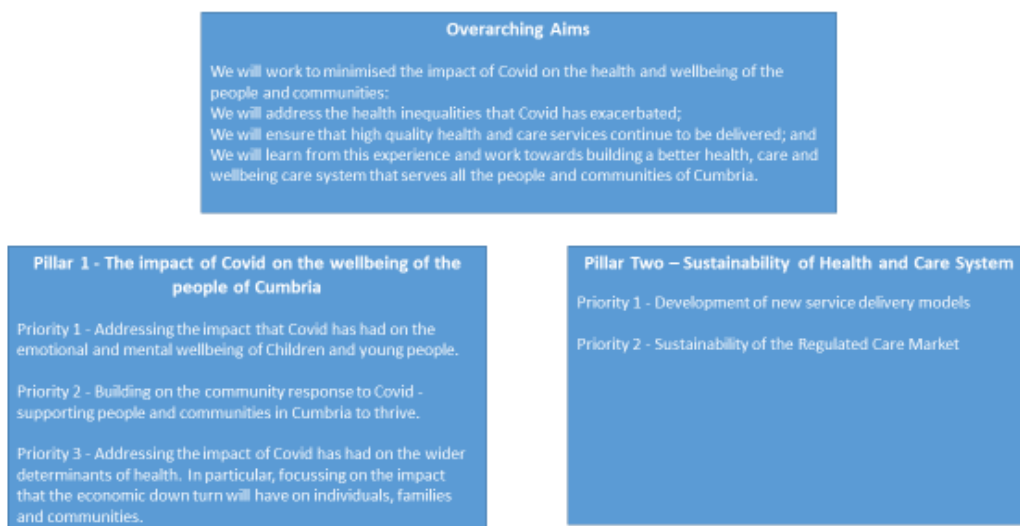 Overarching Aims
We will work to minimised the impact of Covid on the health and wellbeing of the
people and communities:
We will address the health inequalities that Covid has exacerbated;
We will ensure that high quality health and care services continue to be delivered; and
We will learn from this experience and work towards building a better health, care and
wellbeing care system that serves all the people and communities of Cumbria.
Pillar 1 - The impact of Covid on the wellbeing of the
people of Cumbria
Priority 1 - Addressing the impact that Covid has had on the
emotional and mental wellbeing of Children and young people.
Priority 2 - Building on the community response to Covid -
supporting people and communities in Cumbria to thrive.
Priority 3 - Addressing the impact of Covid has had on the wider
determinants of health. In particular, focussing on the impact
that the economic down turn will have on individuals, families
and communities.
Pillar Two – Sustainability of Health and Care System
Priority 1 - Development of new service delivery models
Priority 2 - Sustainability of the Regulated Care Market